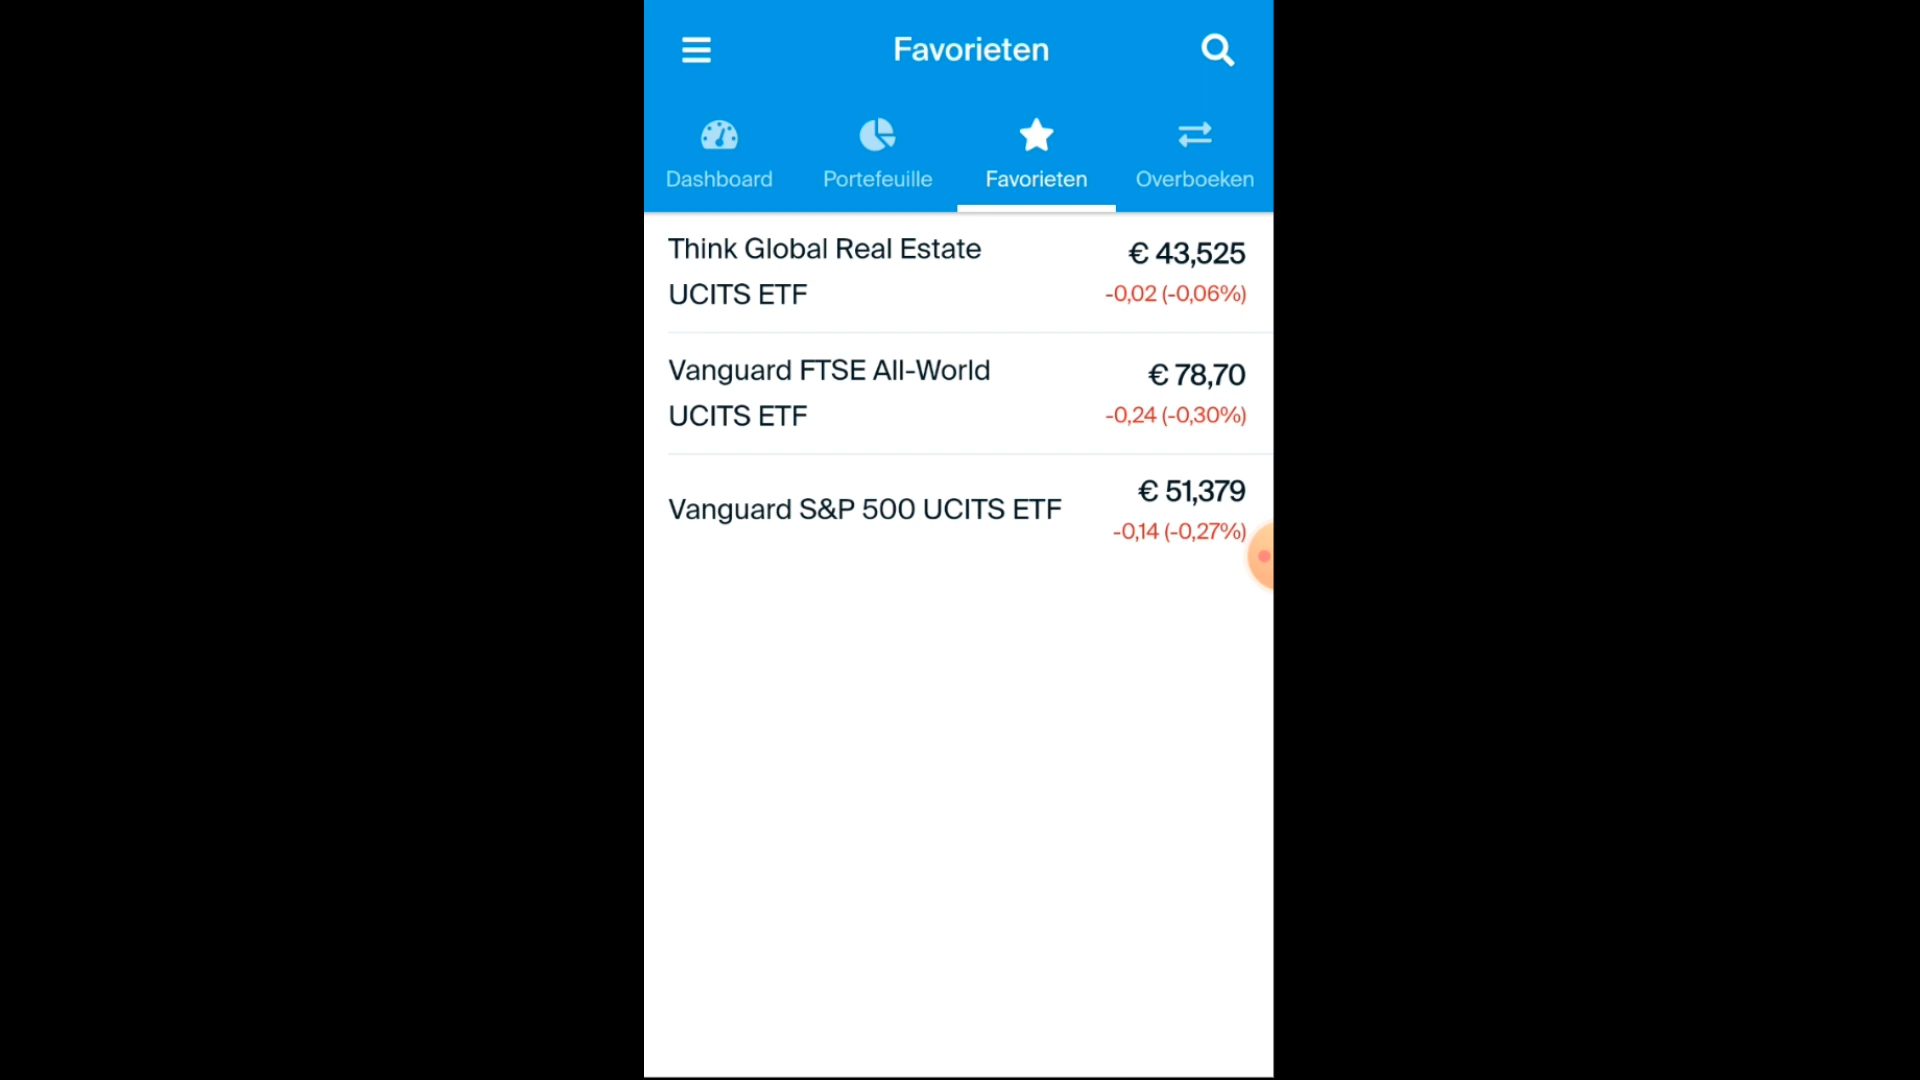 Favorieten
Dashboard
Portefeuille
Favorieten
Overboeken
Think Global Real Estate
UCITS ETF
€ 43,525
-0,02 (-0,06%)
Vanguard FTSE All-World
UCITS ETF
€ 78,70
-0,24 (-0,30%)
Vanguard S&P 500 UCITS ETF
€ 51,379
-0,14 (-0,27%)